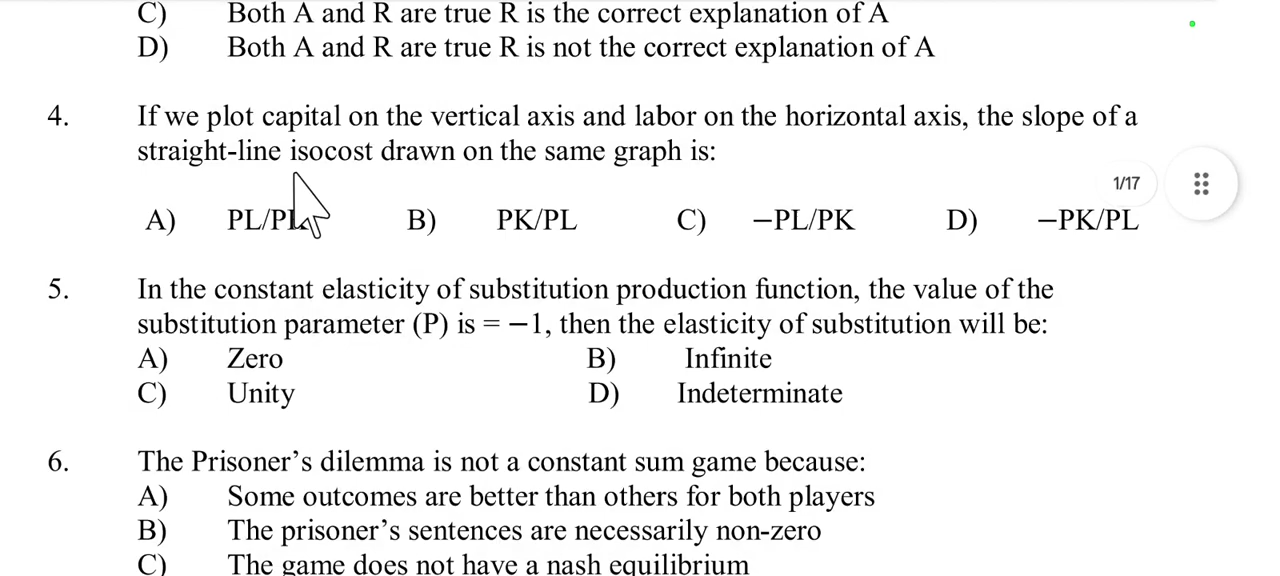 C) Both A and R are true R is the correct explanation of A
D) Both A and R are true R is not the correct explanation of A
4. If we plot capital on the vertical axis and labor on the horizontal axis, the slope of a
straight-line isocost drawn on the same graph is:
1/17
A) B) PK/PL C) −PL/PK D) −PK/PL
5. In the constant elasticity of substitution production function, the value of the
substitution parameter (P) is = −1, then the elasticity of substitution will be:
A) Zero B) Infinite
C) Unity D) Indeterminate
6. The Prisoner’s dilemma is not a constant sum game because:
A) Some outcomes are better than others for both players
B) The prisoner’s sentences are necessarily non-zero
C) The game does not have a nash equilibrium